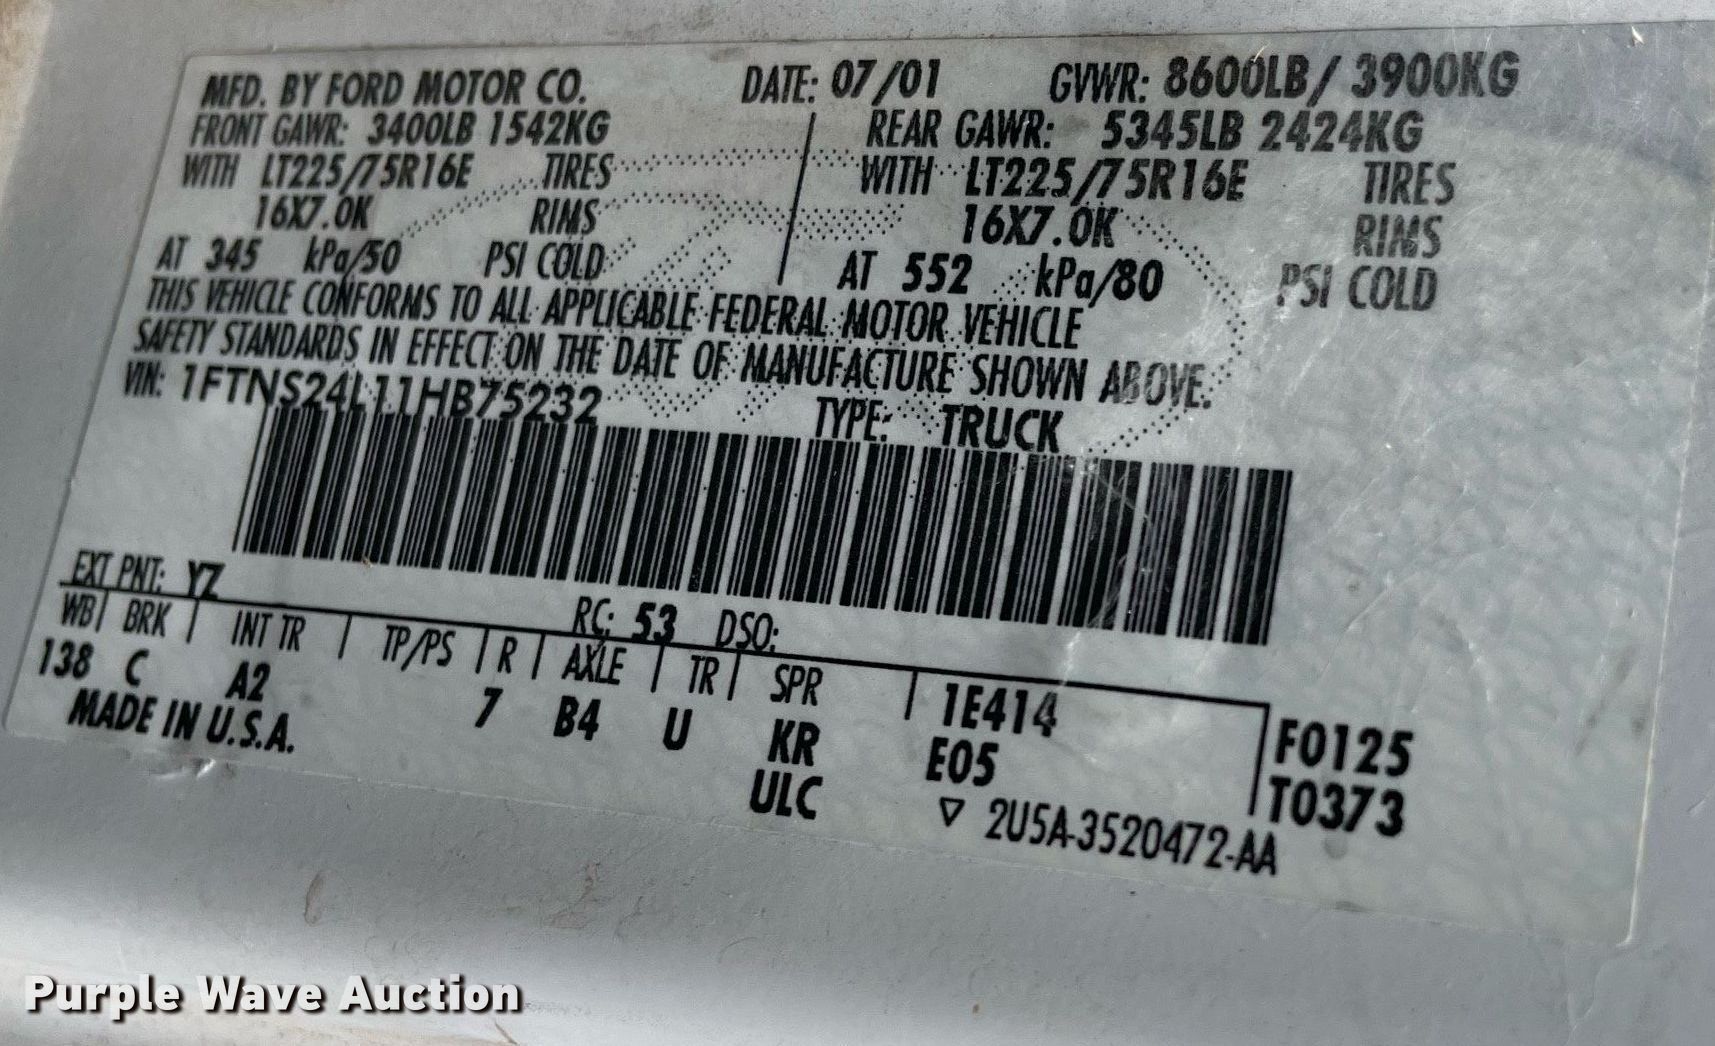 MFD. BY FORD MOTOR CO. DATE: 07/01 GVWR: 8600LB/ 3900KG
FRONT GAWR: 3400LB 1542KG REAR GAWR: 5345LB 2424KG
WITH LT225/75R16E TIRES WITH LT225/75R16E TIRES
16X7.0K RIMS 16X7.0K RIMS
AT 345 kPa/50 PSI COLD AT 552 kPa/80 PSI COLD
THIS VEHICLE CONFORMS TO ALL APPLICABLE FEDERAL MOTOR VEHICLE
SAFETY STANDARDS IN EFFECT ON THE DATE OF MANUFACTURE SHOWN ABOVE.
VIN: 1FTNS24L11HB75232 TYPE: TRUCK
EXT PNT: YZ RC: 53 DSO:
WB BRK INT TR TP/PS R AXLE TR SPR 1E414 F0125
138 C A2 7 B4 U KR E05 T0373
MADE IN U.S.A. ULC ▽ 2U5A-3520472-AA
Purple Wave Auction